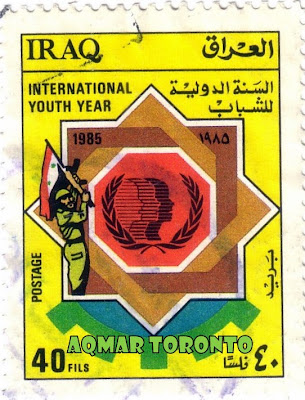 IRAQ العراق
INTERNATIONAL
YOUTH YEAR
السنة الدولية
للشباب
1985 ١٩٨٥
POSTAGE
بريد
AQMAR TORONTO
40 FILS
٤٠ فلساً